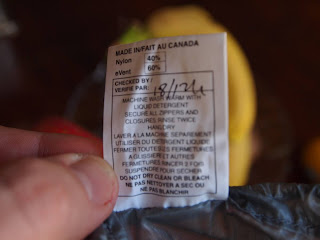 MADE IN/FAIT AU CANADA
Nylon 40%
eVent 60%
CHECKED BY/
VERIFIE PAR:
MACHINE WASH WARM WITH
LIQUID DETERGENT
SECURE ALL ZIPPERS AND
CLOSURES RINSE TWICE
HANG DRY
LAVER A LA MACHINE SEPAREMENT
UTILISER DU DETERGENT LIQUIDE
FERMER TOUTES LES FERMETURES
A GLISSIER ET AUTRES
FERMETURES RINCER 2 FOIS
SUSPENDRE POUR SÉCHER
DO NOT DRY CLEAN OR BLEACH
NE PAS NETTOYER A SEC OU
NE PAS BLANCHIR